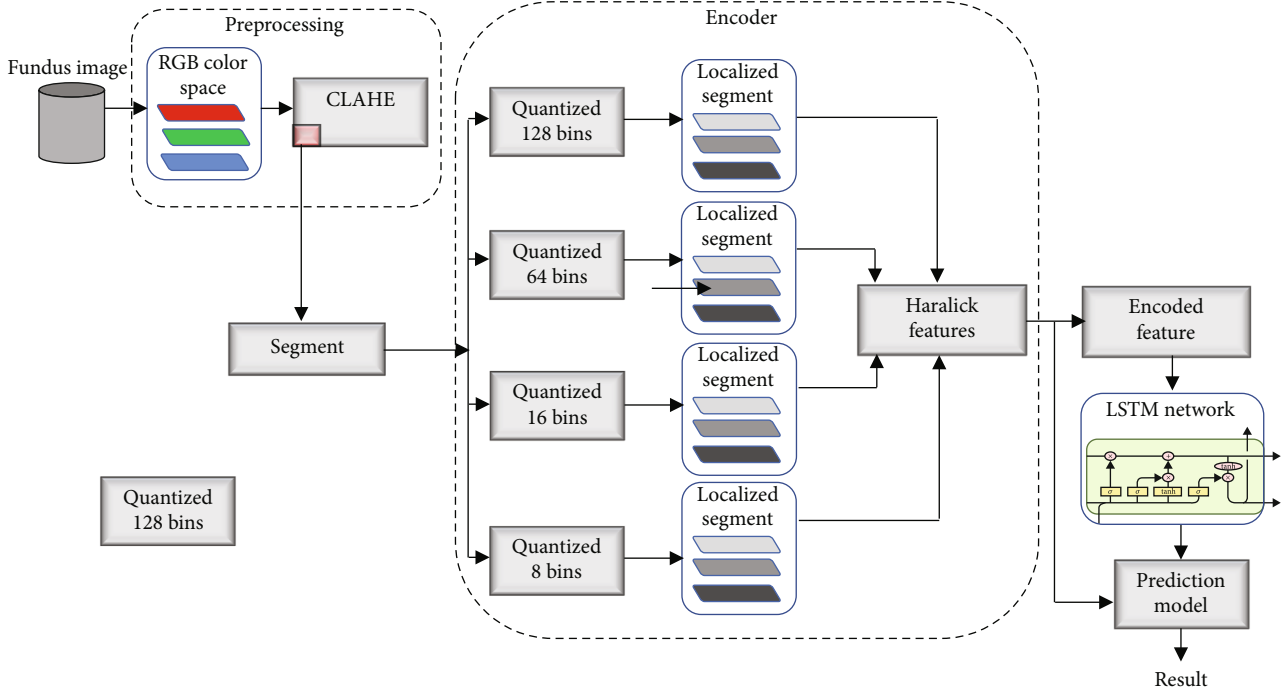 Preprocessing
Fundus image
RGB color
space
CLAHE
Segment
Quantized
128 bins
Encoder
Quantized
128 bins
Localized
segment
Quantized
64 bins
Localized
segment
Quantized
16 bins
Localized
segment
Quantized
8 bins
Localized
segment
Haralick
features
Encoded
feature
LSTM network
×
+
tanh
×
×
σ
σ
tanh
σ
Prediction
model
Result